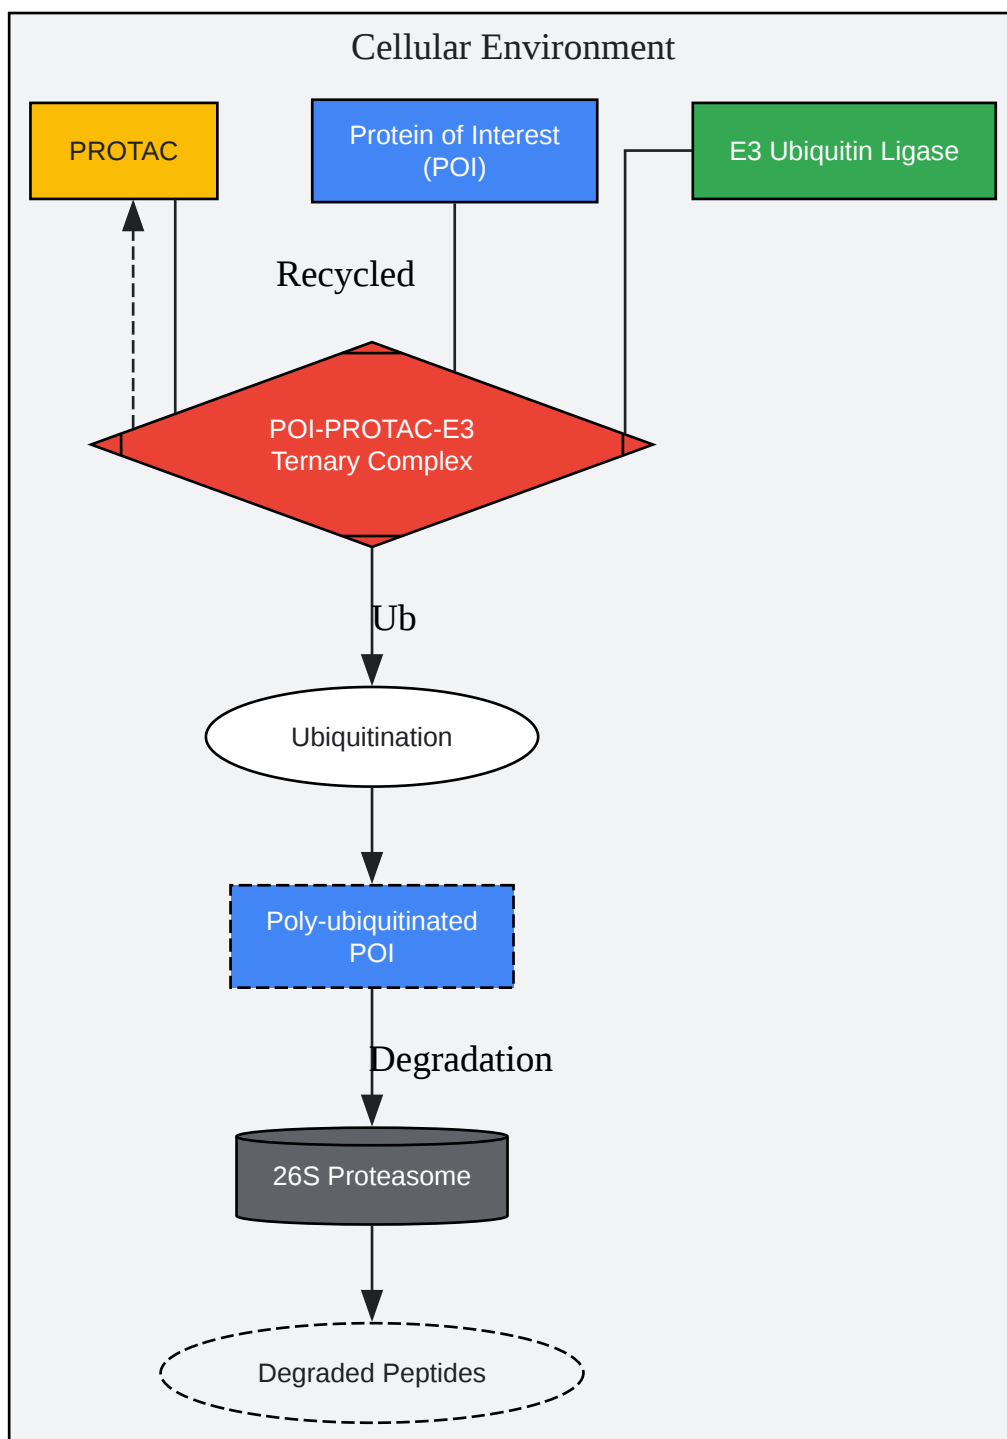 Cellular Environment
PROTAC
Protein of Interest
(POI)
E3 Ubiquitin Ligase
Recycled
POI-PROTAC-E3
Ternary Complex
Ub
Ubiquitination
Poly-ubiquitinated
POI
Degradation
26S Proteasome
Degraded Peptides